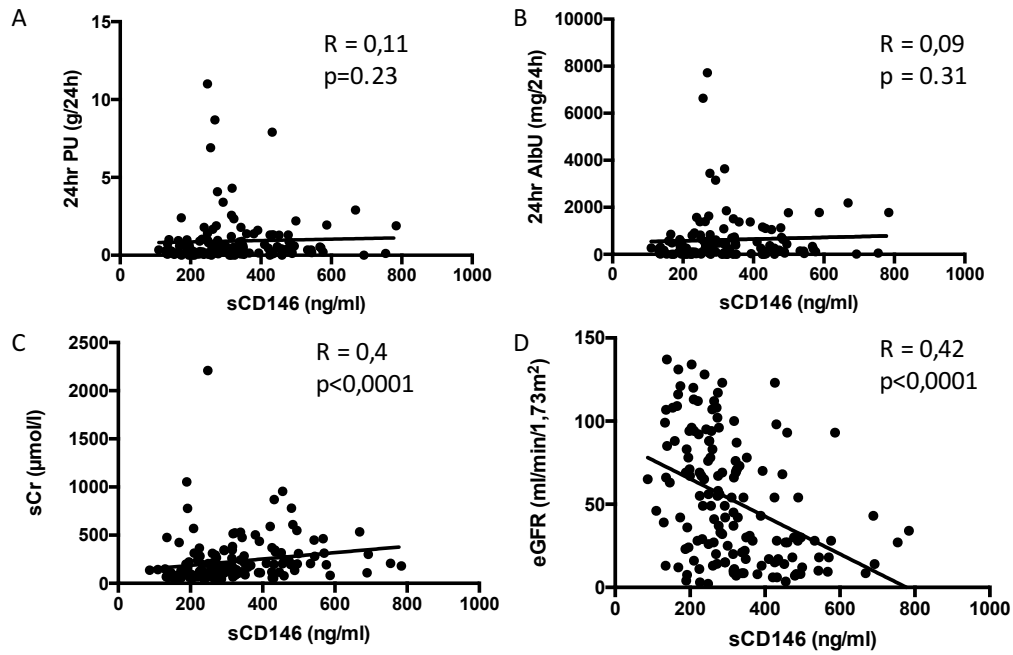 A
15
10
5
0
24hr PU (g/24h)
R = 0,11
p=0.23
0 200 400 600 800 1000
sCD146 (ng/ml)
B
10000
8000
6000
4000
2000
0
24hr AlbU (mg/24h)
R = 0,09
p = 0.31
0 200 400 600 800 1000
sCD146 (ng/ml)
C
2500
2000
1500
1000
500
0
sCr (µmol/l)
R = 0,4
p<0,0001
0 200 400 600 800 1000
sCD146 (ng/ml)
D
150
100
50
0
eGFR (ml/min/1,73m²)
R = 0,42
p<0,0001
0 200 400 600 800 1000
sCD146 (ng/ml)